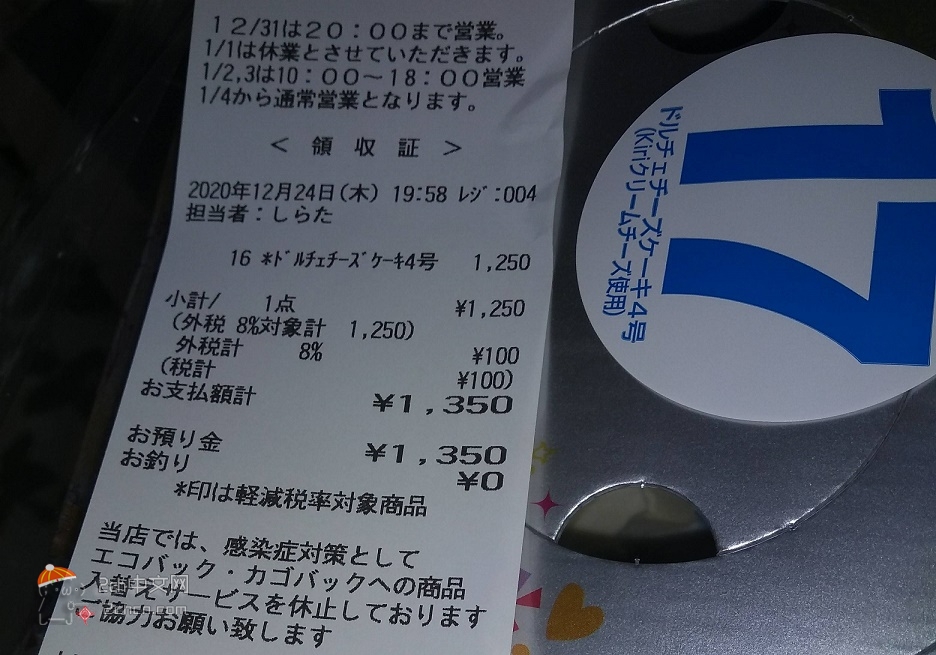 12/31は20：00まで営業。
1/1は休業とさせていただきます。
1/2,3は10：00～18：00営業
1/4から通常営業となります。
＜ 領 収 証 ＞
2020年12月24日(木) 19:58 ﾚｼﾞ:004
担当者：しらた
16 *ﾄﾞﾙﾁｪﾁｰｽﾞｹｰｷ4号 1,250
小計/ 1点 ¥1,250
(外税 8%対象計 1,250)
外税計 8% ¥100
(税計 ¥100)
お支払額計 ¥1,350
お預り金 ¥1,350
お釣り ¥0
*印は軽減税率対象商品
当店では、感染症対策として
エコバック・カゴバックへの商品
入替えサービスを休止しております
ご協力お願い致します
17
ドルチェチーズケーキ4号
(Kiriクリームチーズ使用)